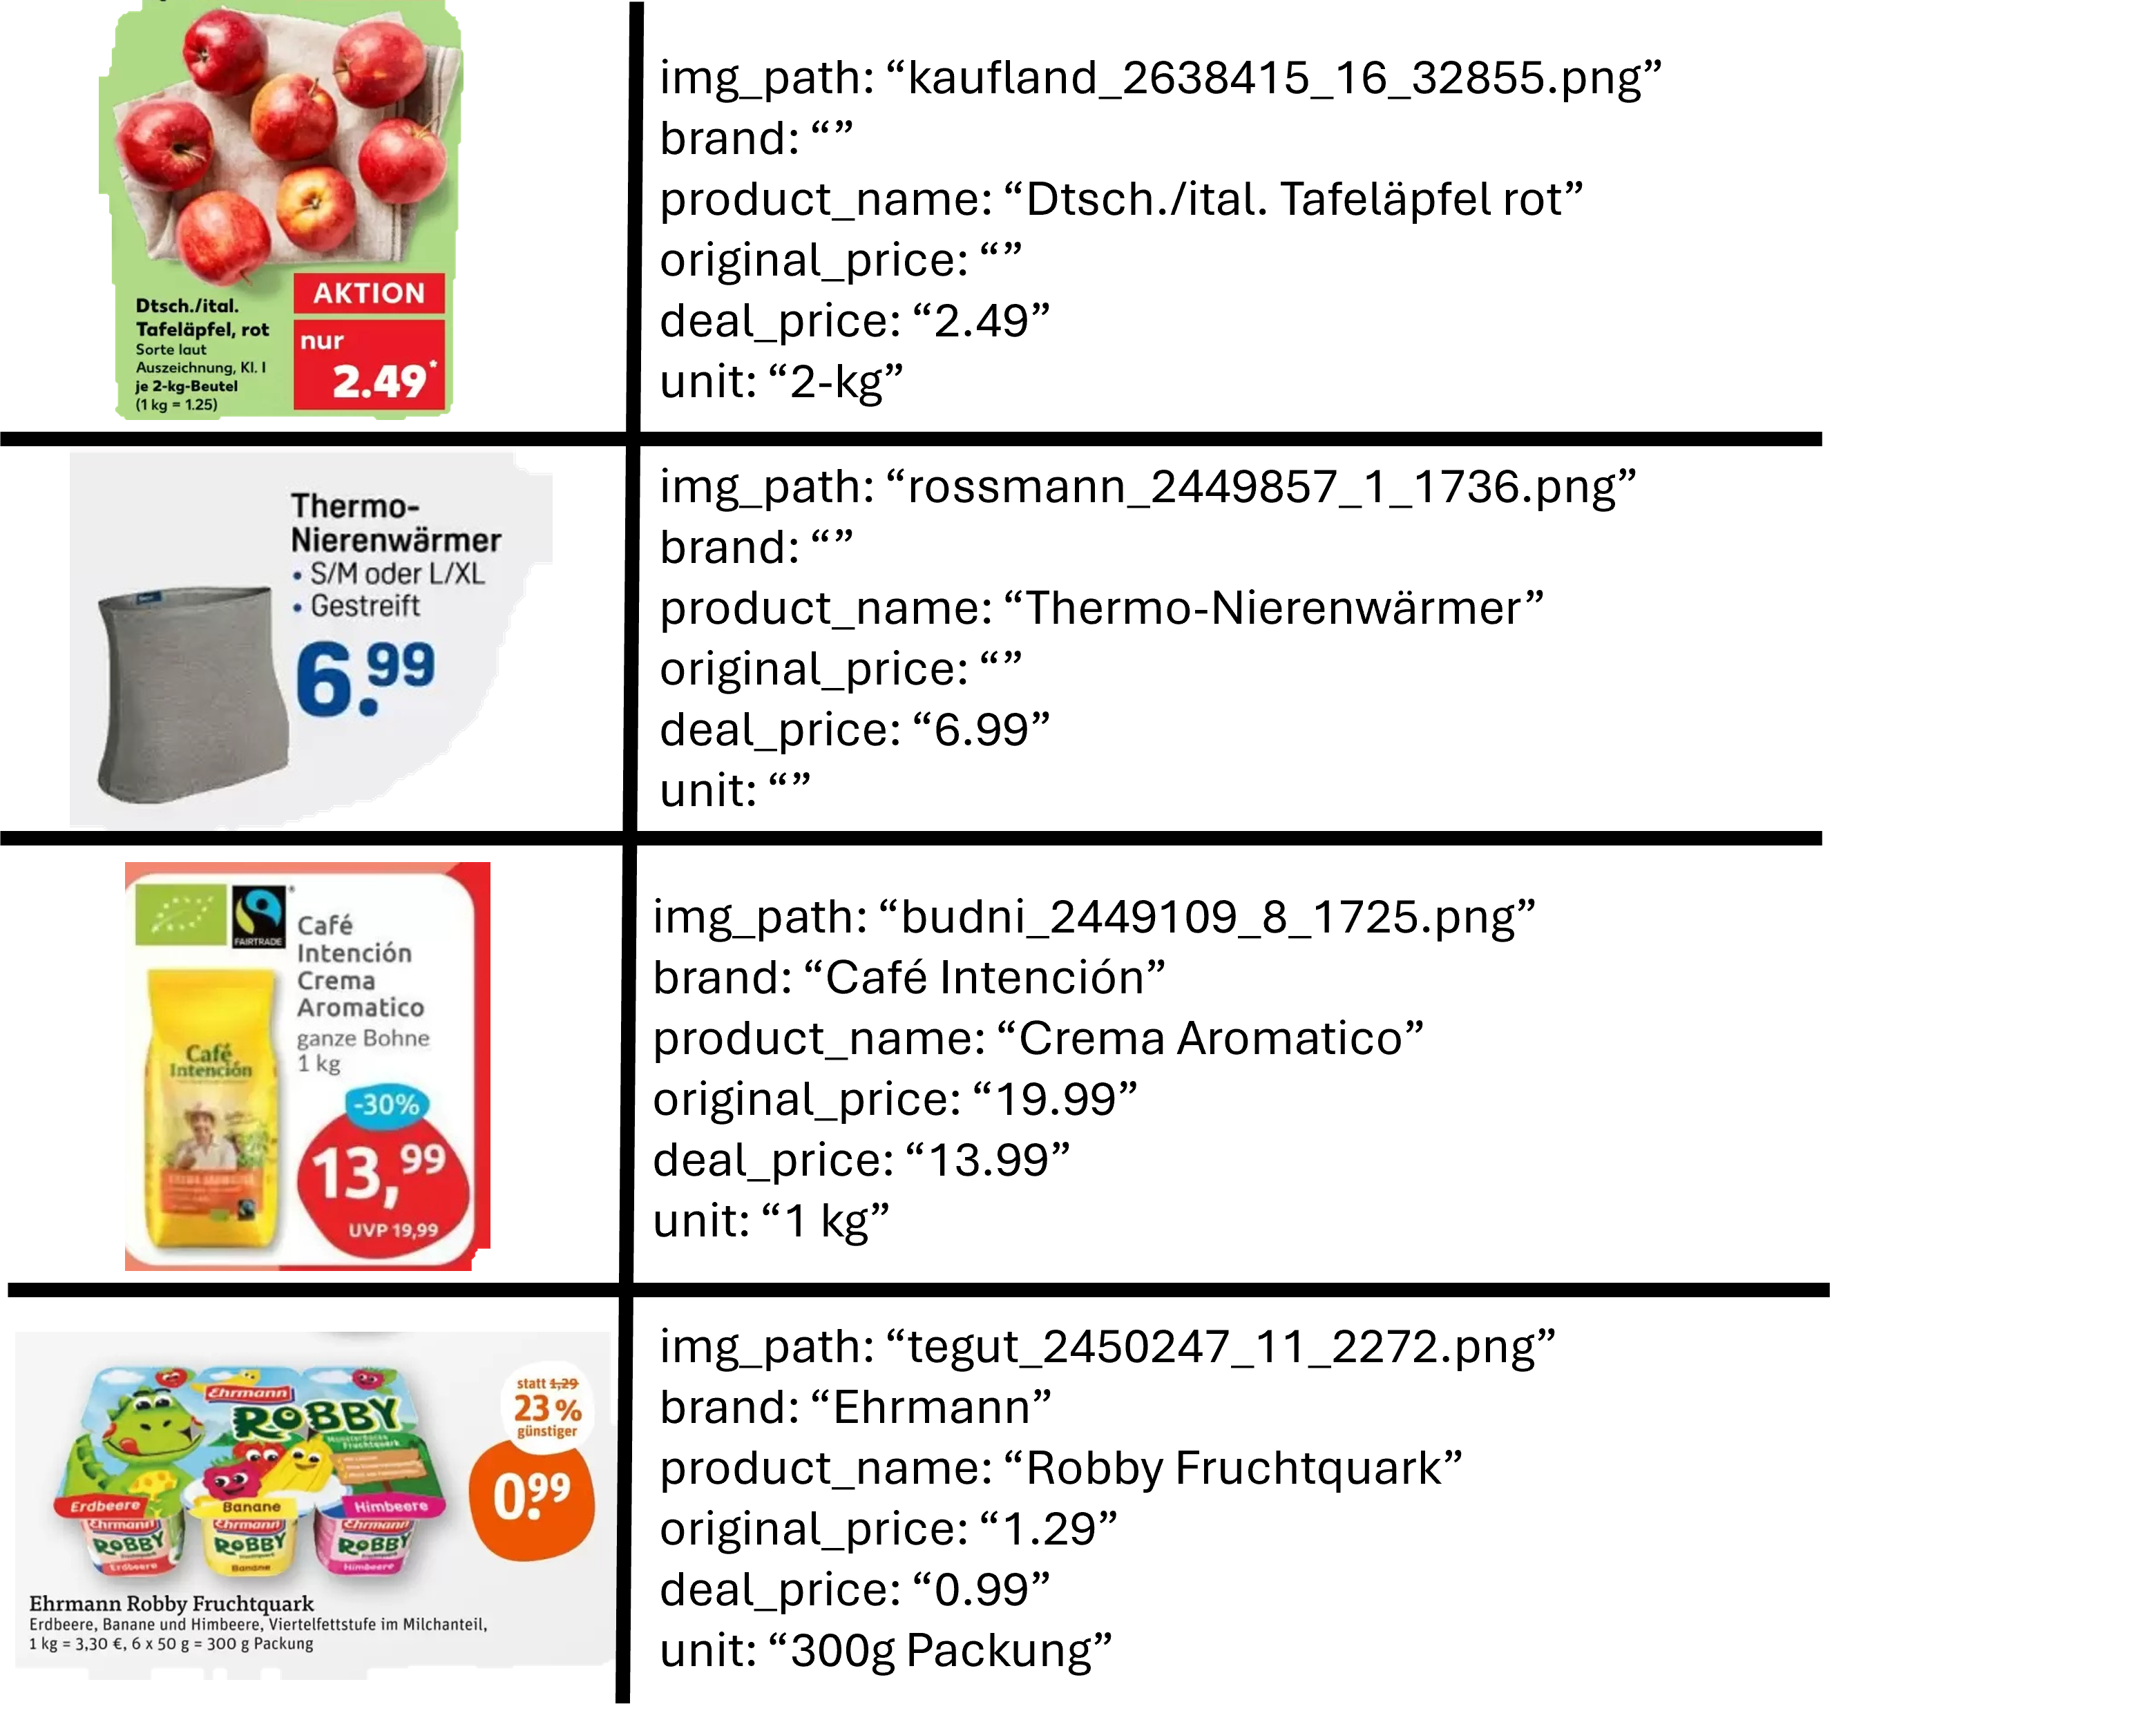 Dtsch./ital.
Tafeläpfel, rot
Sorte laut
Auszeichnung, Kl. I
je 2-kg-Beutel
(1 kg = 1.25)
AKTION
nur
2.49*
img_path: “kaufland_2638415_16_32855.png”
brand: “”
product_name: “Dtsch./ital. Tafeläpfel rot”
original_price: “”
deal_price: “2.49”
unit: “2-kg”
Thermo-
Nierenwärmer
• S/M oder L/XL
• Gestreift
6.99
img_path: “rossmann_2449857_1_1736.png”
brand: “”
product_name: “Thermo-Nierenwärmer”
original_price: “”
deal_price: “6.99”
unit: “”
FAIRTRADE
®
Café
Intención
Crema
Aromatico
ganze Bohne
1 kg
Café
Intención
-30%
13,99
UVP 19,99
img_path: “budni_2449109_8_1725.png”
brand: “Café Intención”
product_name: “Crema Aromatico”
original_price: “19.99”
deal_price: “13.99”
unit: “1 kg”
Ehrmann
ROBBY
Fruchtquark
Erdbeere
Banane
Himbeere
Ehrmann
ROBBY
Erdbeere
Ehrmann
ROBBY
Banane
Ehrmann
ROBBY
Himbeere
statt 1,29
23 %
günstiger
0.99
Ehrmann Robby Fruchtquark
Erdbeere, Banane und Himbeere, Viertelfettstufe im Milchanteil,
1 kg = 3,30 €, 6 x 50 g = 300 g Packung
img_path: “tegut_2450247_11_2272.png”
brand: “Ehrmann”
product_name: “Robby Fruchtquark”
original_price: “1.29”
deal_price: “0.99”
unit: “300g Packung”